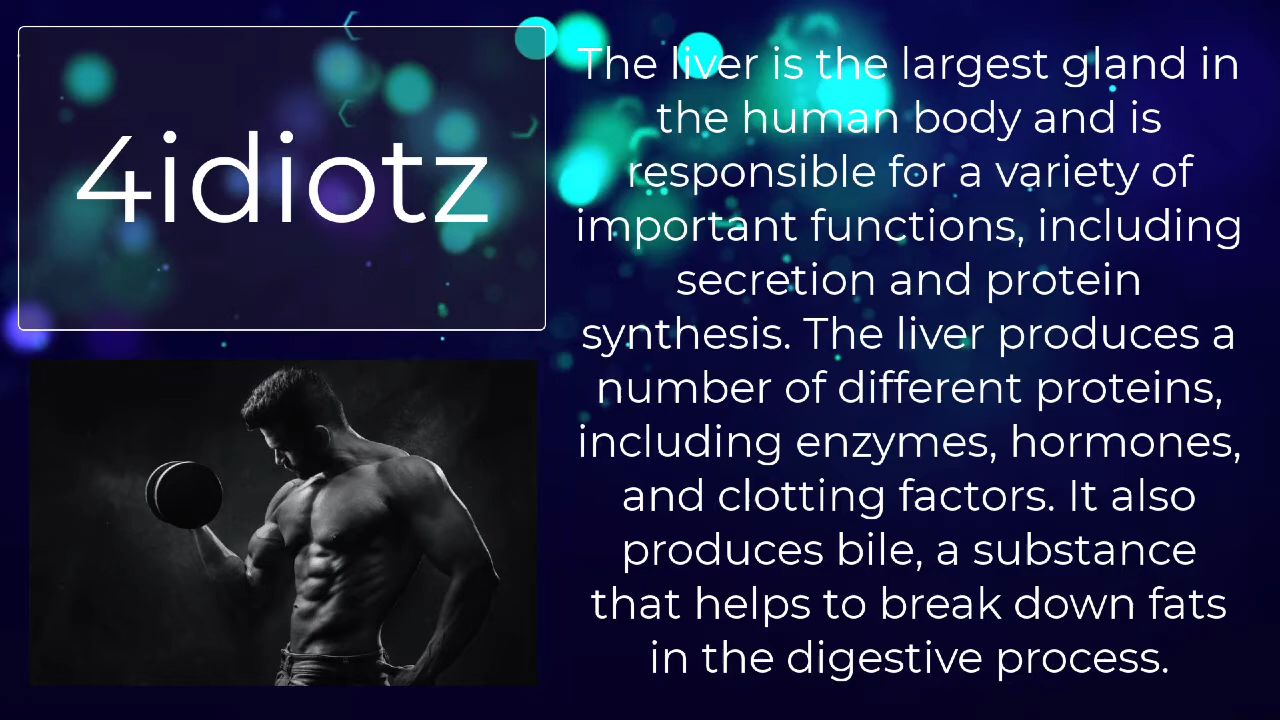 4idiotz
The liver is the largest gland in
the human body and is
responsible for a variety of
important functions, including
secretion and protein
synthesis. The liver produces a
number of different proteins,
including enzymes, hormones,
and clotting factors. It also
produces bile, a substance
that helps to break down fats
in the digestive process.